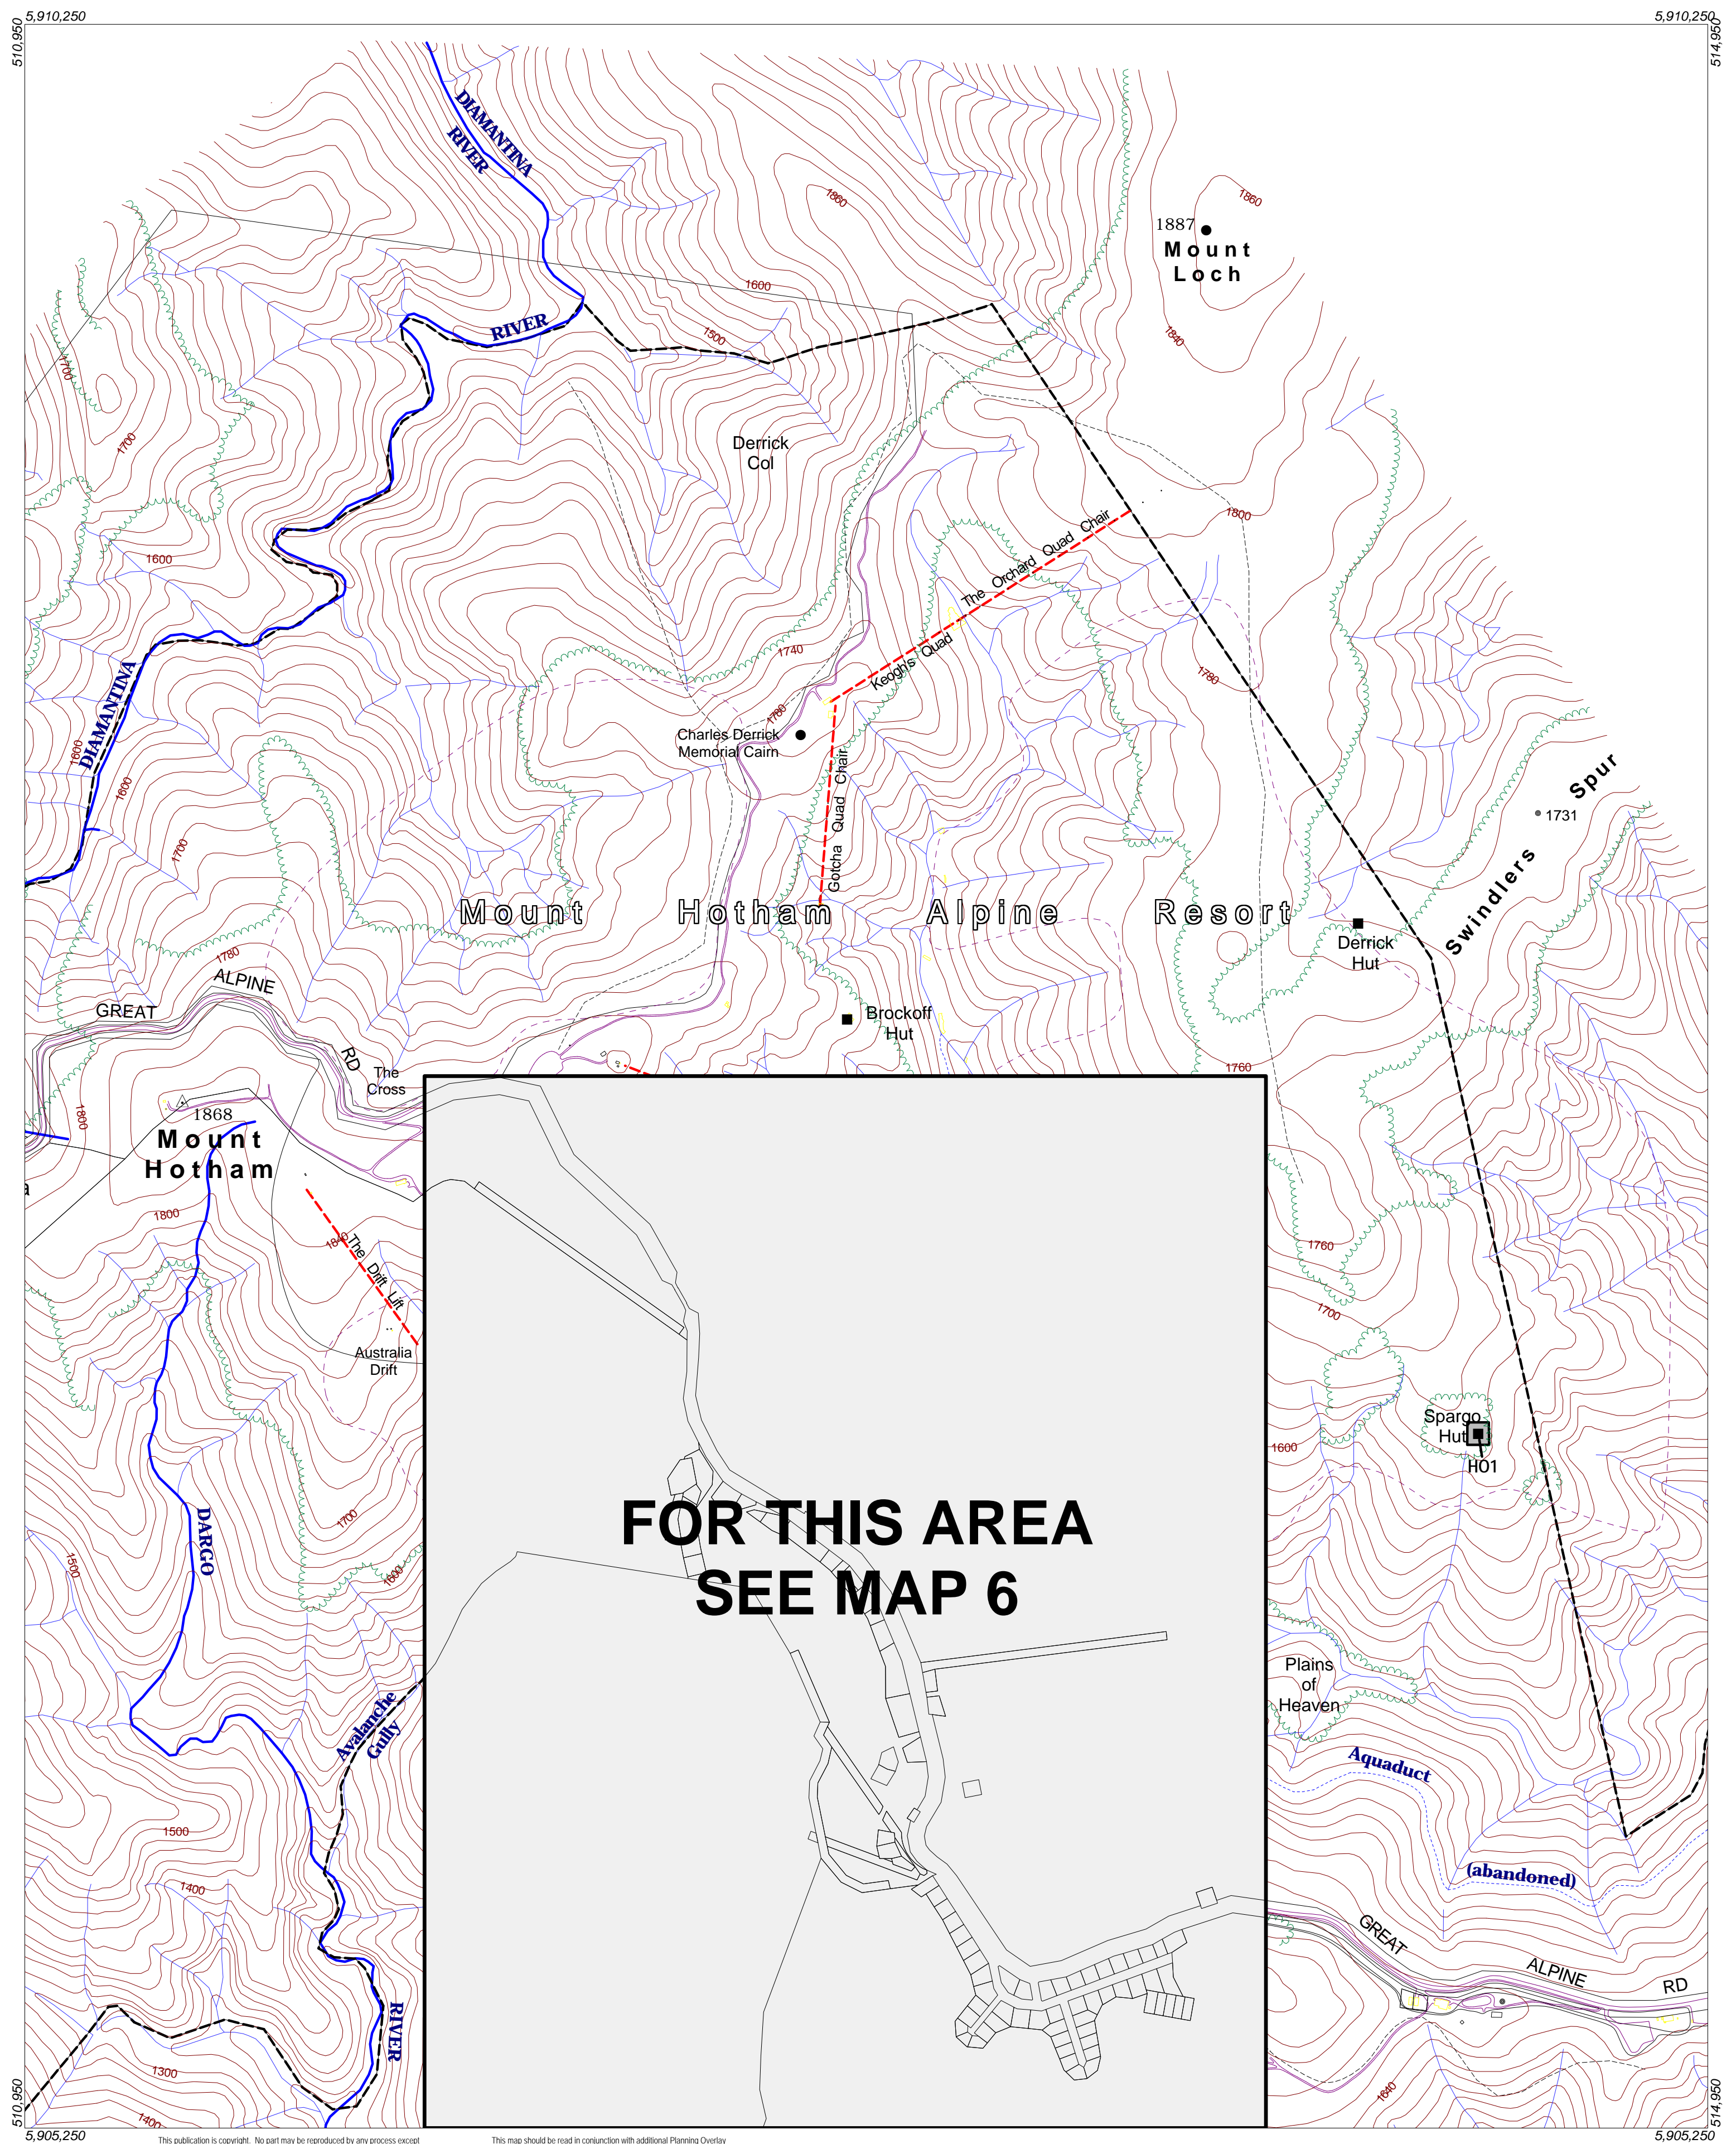 5,910,250
5,910,250
510,950
514,950
DIAMANTINA
RIVER
1860
1860
1887
Mount
Loch
1600
RIVER
1500
1840
1700
1700
Derrick
Col
1800
The Orchard Quad Chair
1600
Keogh's Quad
1740
1780
DIAMANTINA
1780
Charles Derrick
Memorial Cairn
1600
1600
Gotcha Quad Chair
Swindlers Spur
1731
1700
Mount Hotham Alpine Resort
Derrick
Hut
1780
GREAT ALPINE RD
Brockoff
Hut
The
Cross
1760
1800
1868
Mount
Hotham
a
1800
1840
The Drift Lift
1760
1700
Australia
Drift
Spargo
Hut
HO1
1600
DARGO
1700
1500
1600
FOR THIS AREA
SEE MAP 6
Plains
of
Heaven
Avalanche
Gully
Aquaduct
1500
(abandoned)
1400
GREAT ALPINE RD
RIVER
1300
1640
1400
510,950
514,950
5,905,250
5,905,250
This publication is copyright. No part may be reproduced by any process except
This map should be read in conjunction with additional Planning Overlay